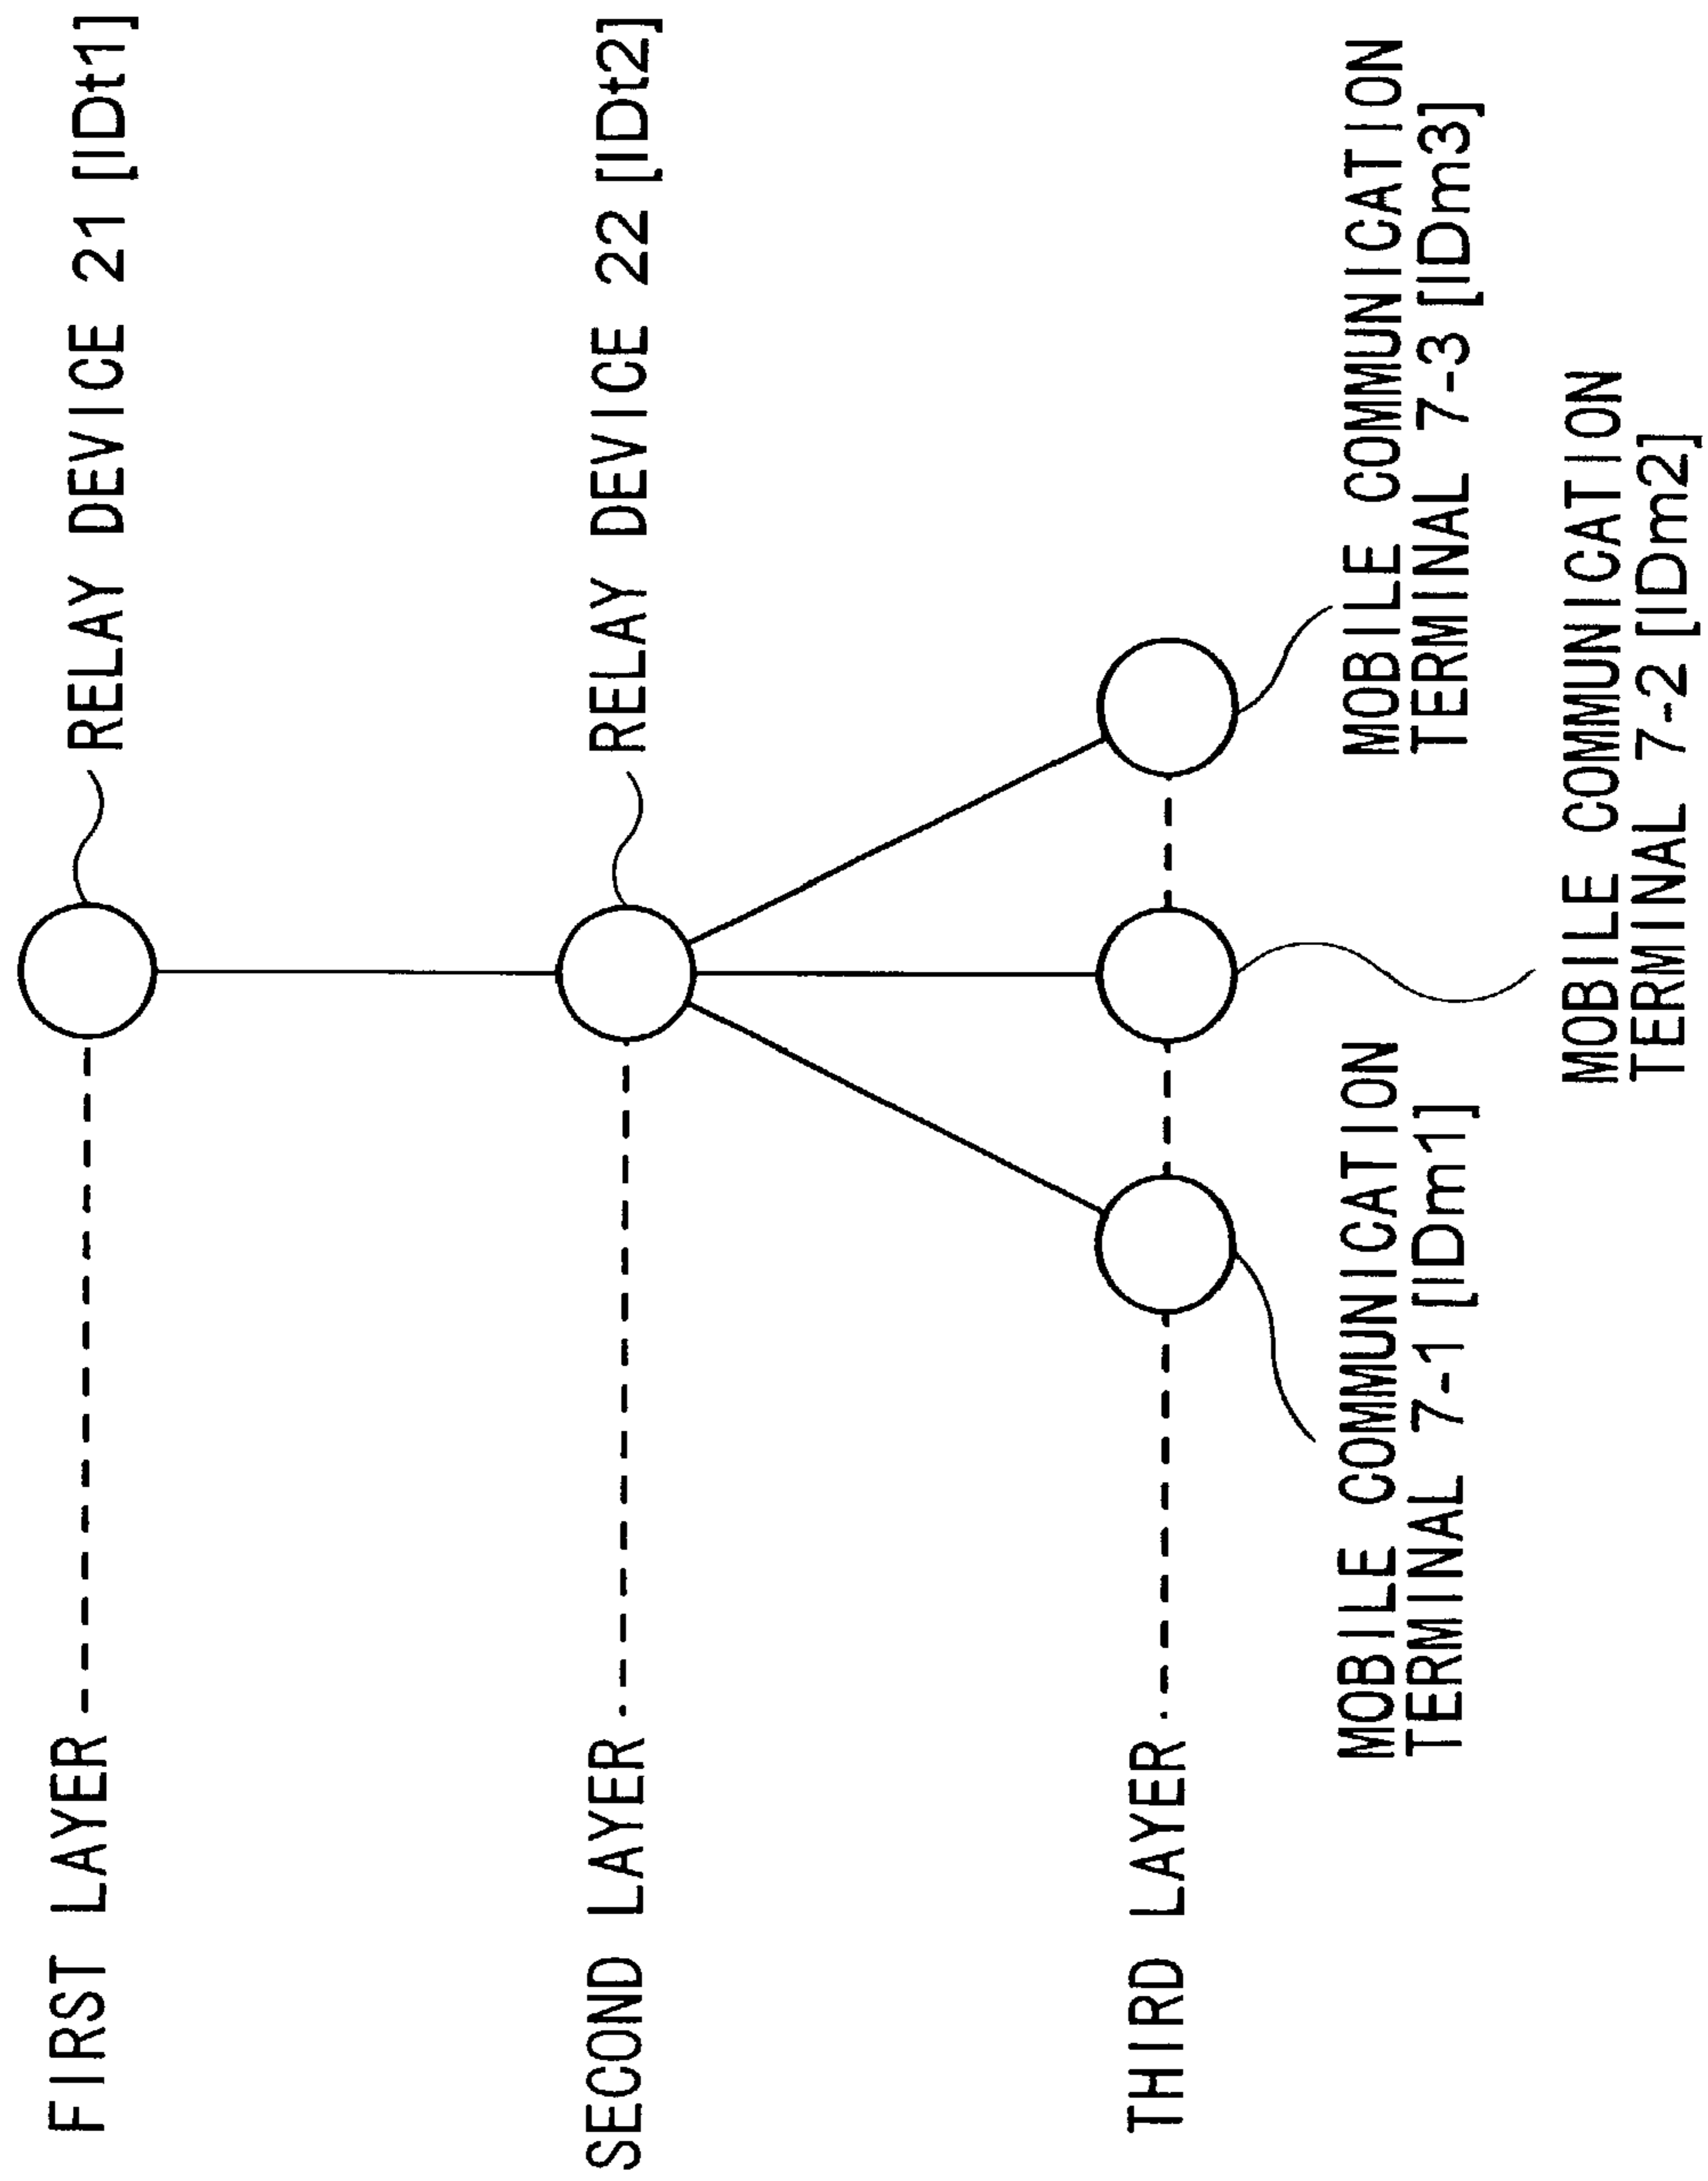 FIRST LAYER
RELAY DEVICE 21 [IDt1]
SECOND LAYER
RELAY DEVICE 22 [IDt2]
THIRD LAYER
MOBILE COMMUNICATION
TERMINAL 7-1 [IDm1]
MOBILE COMMUNICATION
TERMINAL 7-3 [IDm3]
MOBILE COMMUNICATION
TERMINAL 7-2 [IDm2]